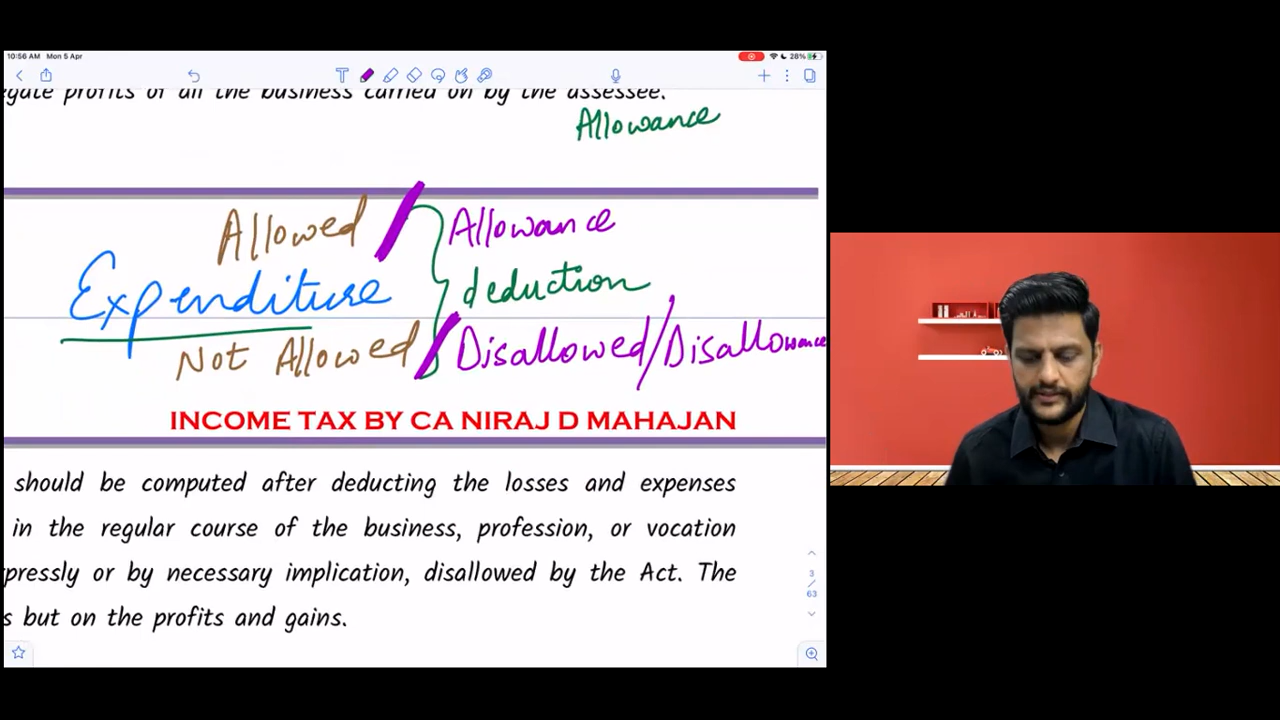 10:56 AM Mon 5 Apr 28%
egate profits of all the business carried on by the assessee.
Allowance
Allowed Allowance
Expenditure deduction
Not Allowed Disallowed/Disallowance
INCOME TAX BY CA NIRAJ D MAHAJAN
should be computed after deducting the losses and expenses
in the regular course of the business, profession, or vocation
pressly or by necessary implication, disallowed by the Act. The
3
63
s but on the profits and gains.